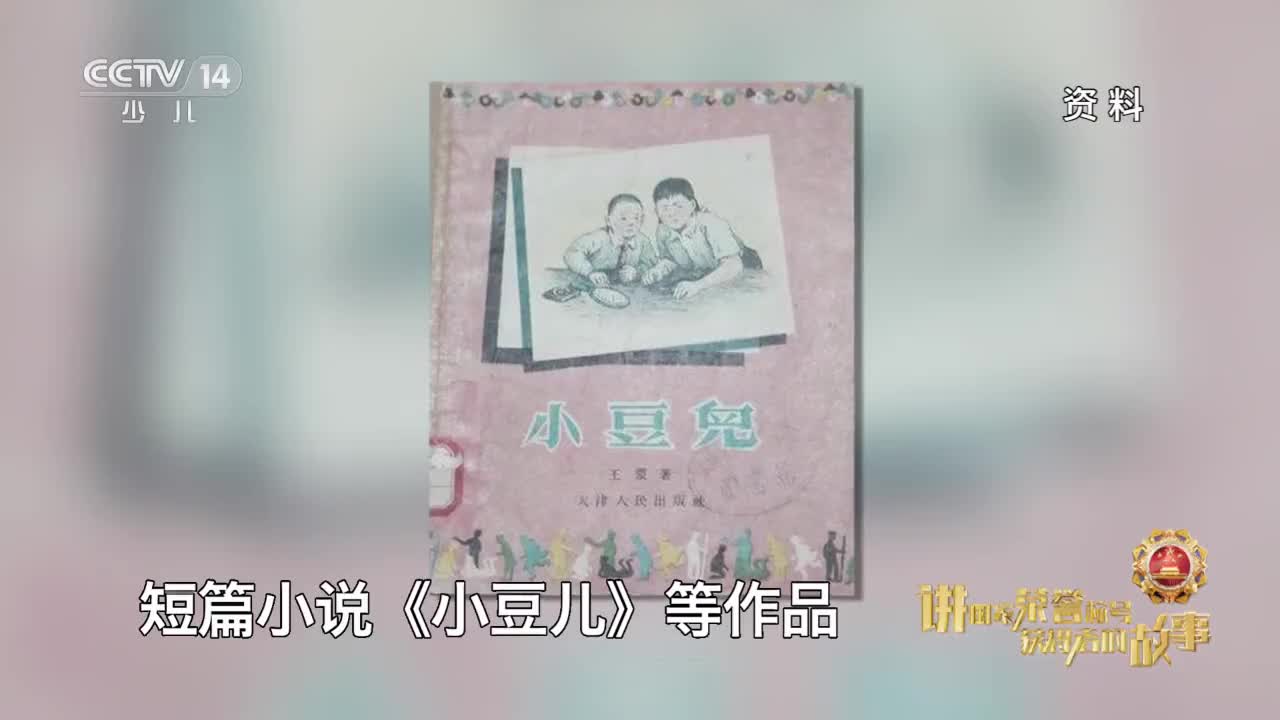 CCTV 14
少儿
资料
小豆兒
王蒙著
天津人民出版社
短篇小说《小豆儿》等作品
讲国家荣誉称号
获得者的故事